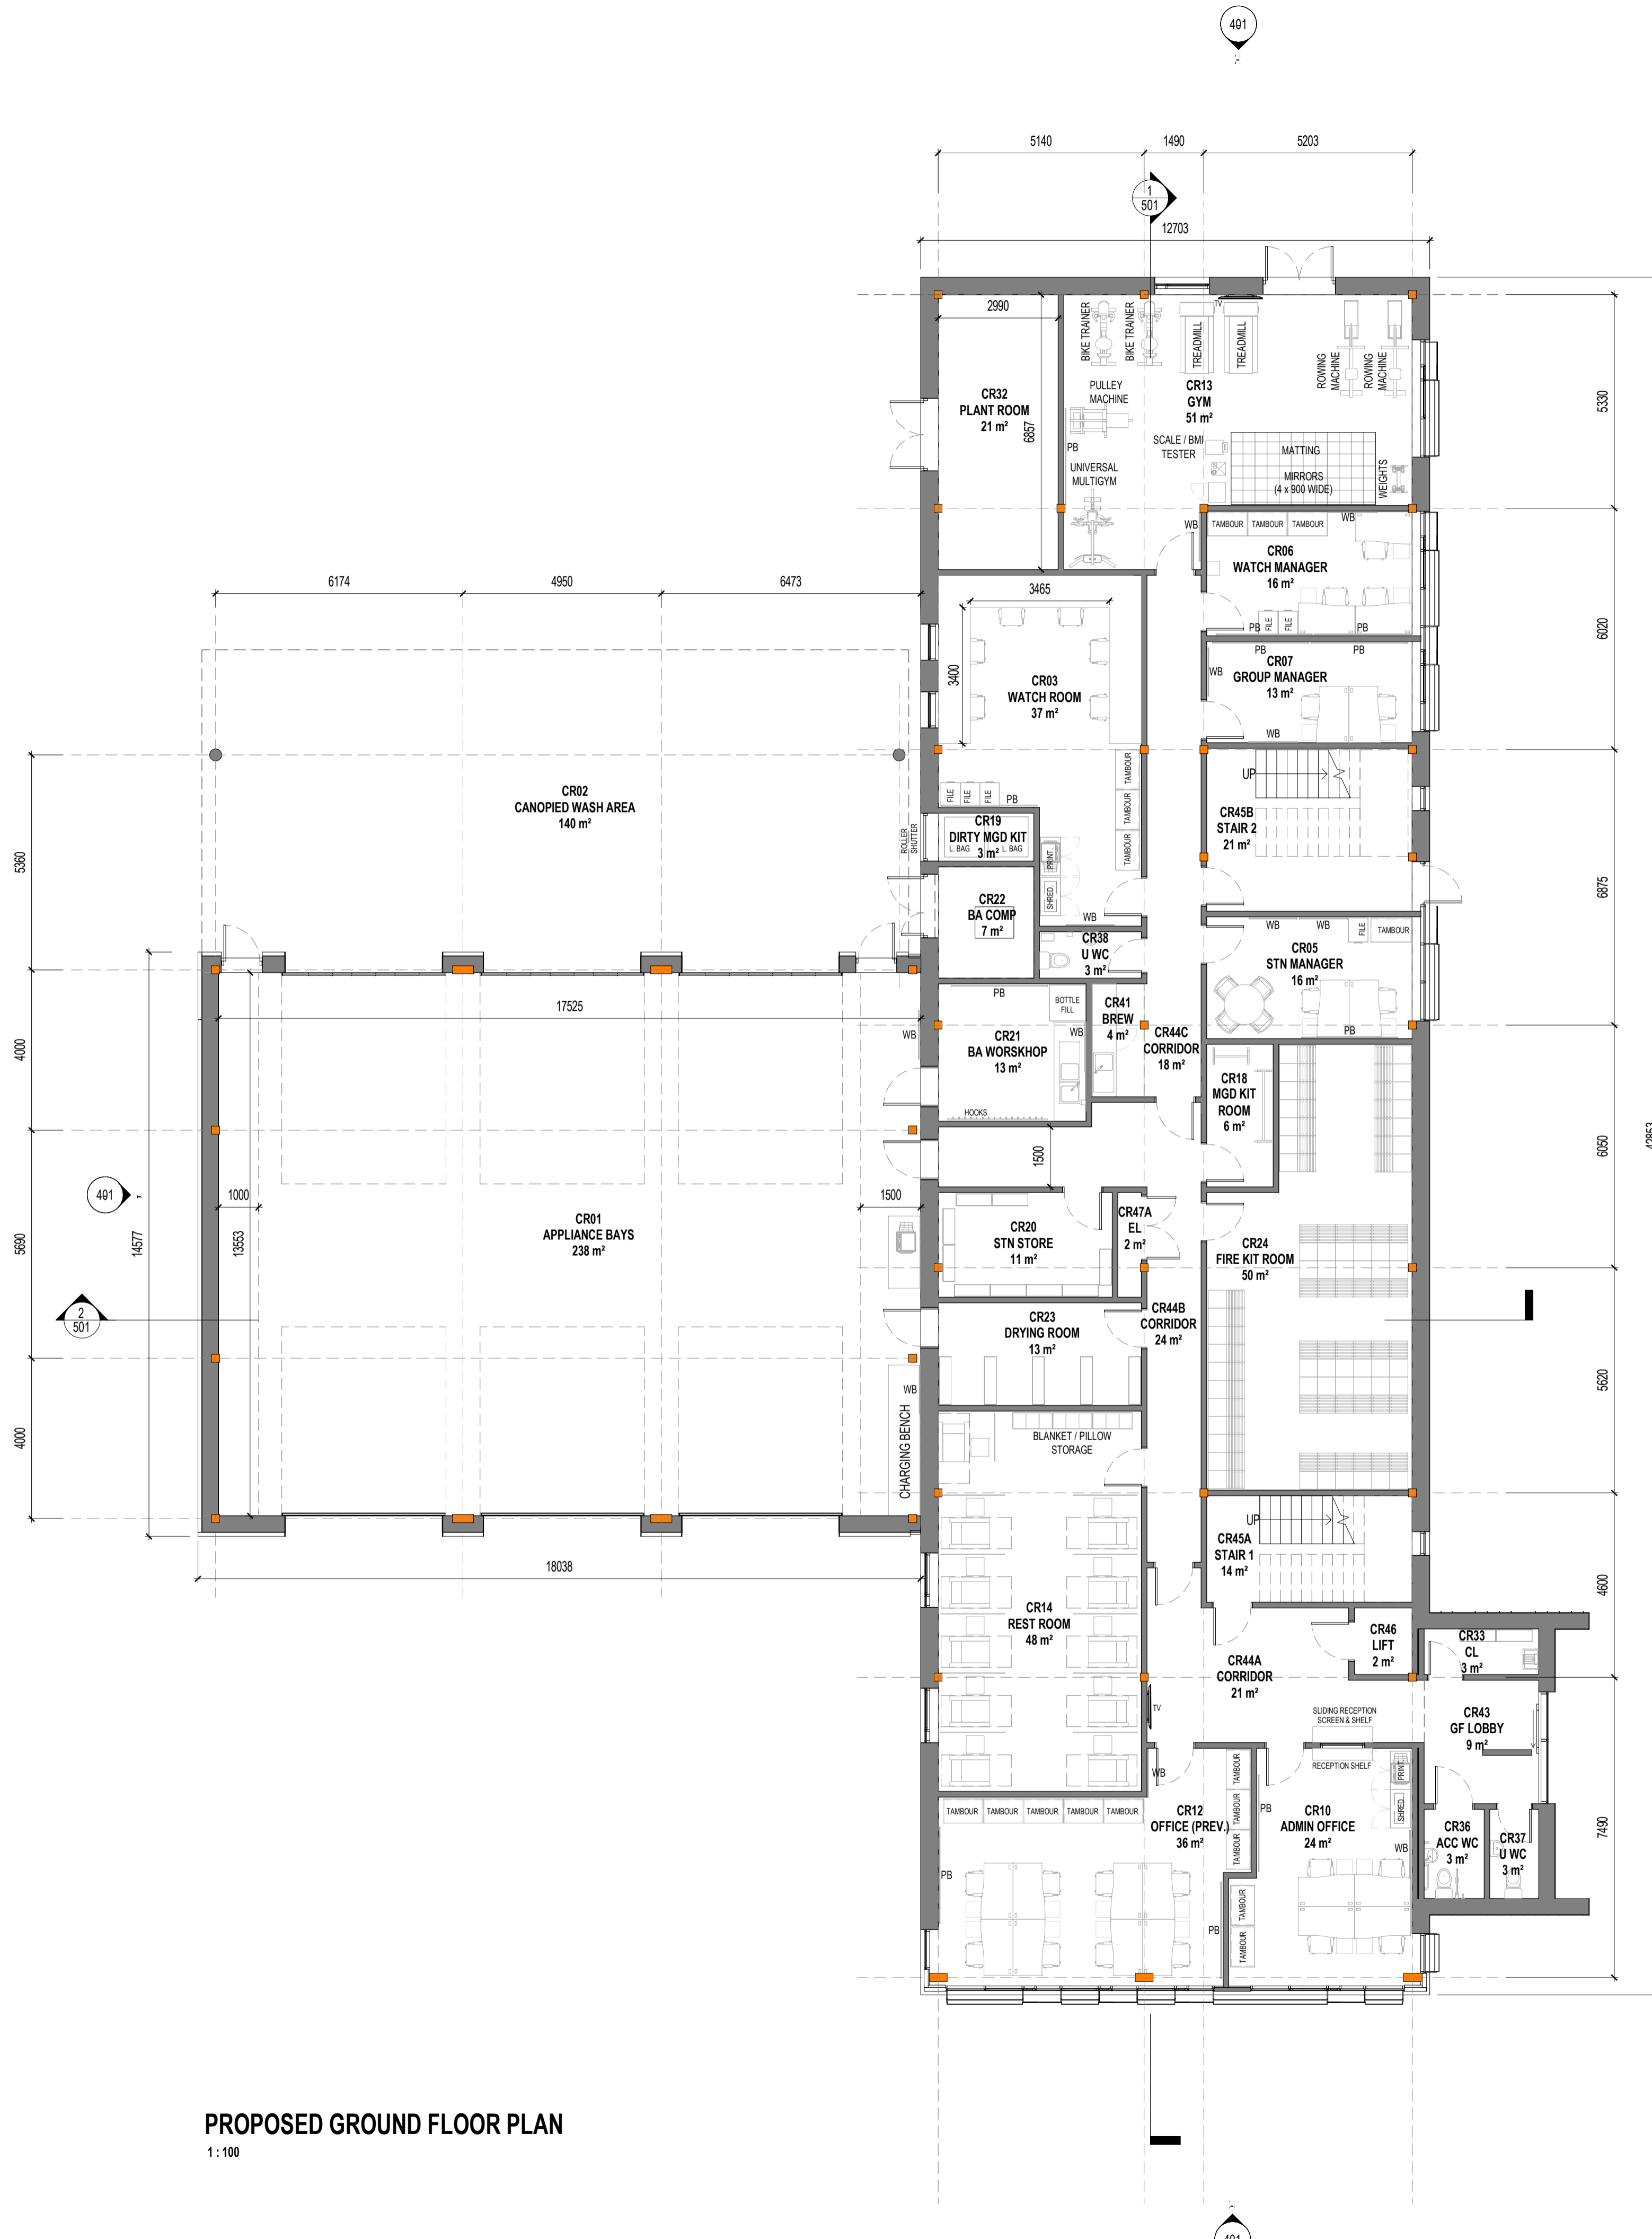 401
5140
1490
5203
1
501
12703
2990
BIKE TRAINER
BIKE TRAINER
TREADMILL
TV
TREADMILL
ROWING
MACHINE
ROWING
MACHINE
CR32
PLANT ROOM
21 m²
6857
PULLEY
MACHINE
CR13
GYM
51 m²
5330
PB
SCALE / BMI
TESTER
MATTING
MIRRORS
(4 x 900 WIDE)
WEIGHTS
UNIVERSAL
MULTIGYM
WB
TAMBOUR
TAMBOUR
TAMBOUR
WB
CR06
WATCH MANAGER
16 m²
6174
4950
6473
3465
PB
FILE
FILE
PB
6020
3400
CR03
WATCH ROOM
37 m²
PB
PB
CR07
GROUP MANAGER
13 m²
WB
WB
UP
CR02
CANOPIED WASH AREA
140 m²
FILE
FILE
FILE
PB
TAMBOUR
TAMBOUR
TAMBOUR
CR45B
STAIR 2
21 m²
5360
ROLLER
SHUTTER
CR19
DIRTY MGD KIT
L. BAG
L. BAG
3 m²
PRINT.
SHRED.
6875
CR22
BA COMP
7 m²
WB
CR38
U WC
3 m²
WB
WB
FILE
TAMBOUR
CR05
STN MANAGER
16 m²
PB
17525
PB
BOTTLE
FILL
WB
WB
CR41
BREW
4 m²
CR44C
CORRIDOR
18 m²
4000
CR21
BA WORSKHOP
13 m²
HOOKS
CR18
MGD KIT
ROOM
6 m²
42853
6050
1500
401
14577
5690
1000
13553
CR01
APPLIANCE BAYS
238 m²
1500
CR20
STN STORE
11 m²
CR47A
EL
2 m²
CR24
FIRE KIT ROOM
50 m²
2
501
CR23
DRYING ROOM
13 m²
CR44B
CORRIDOR
24 m²
5620
4000
WB
CHARGING BENCH
BLANKET / PILLOW
STORAGE
UP
CR45A
STAIR 1
14 m²
18038
4600
CR14
REST ROOM
48 m²
CR46
LIFT
2 m²
CR33
CL
3 m²
CR44A
CORRIDOR
21 m²
TV
SLIDING RECEPTION
SCREEN & SHELF
CR43
GF LOBBY
9 m²
RECEPTION SHELF
WB
TAMBOUR
TAMBOUR
TAMBOUR
PRINT.
SHRED.
TAMBOUR
TAMBOUR
TAMBOUR
TAMBOUR
TAMBOUR
CR12
OFFICE (PREV.)
36 m²
PB
CR10
ADMIN OFFICE
24 m²
WB
CR36
ACC WC
3 m²
CR37
U WC
3 m²
7490
PB
PB
TAMBOUR
TAMBOUR
PROPOSED GROUND FLOOR PLAN
1 : 100
401